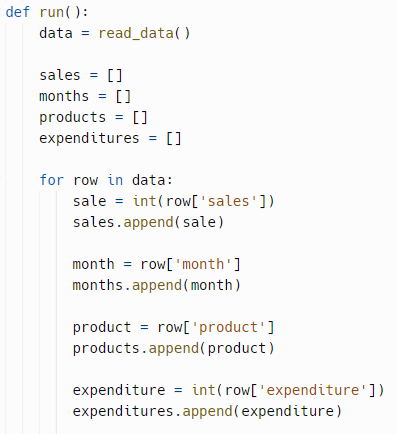 def run():
    data = read_data()

    sales = []
    months = []
    products = []
    expenditures = []

    for row in data:
        sale = int(row['sales'])
        sales.append(sale)

        month = row['month']
        months.append(month)

        product = row['product']
        products.append(product)

        expenditure = int(row['expenditure'])
        expenditures.append(expenditure)